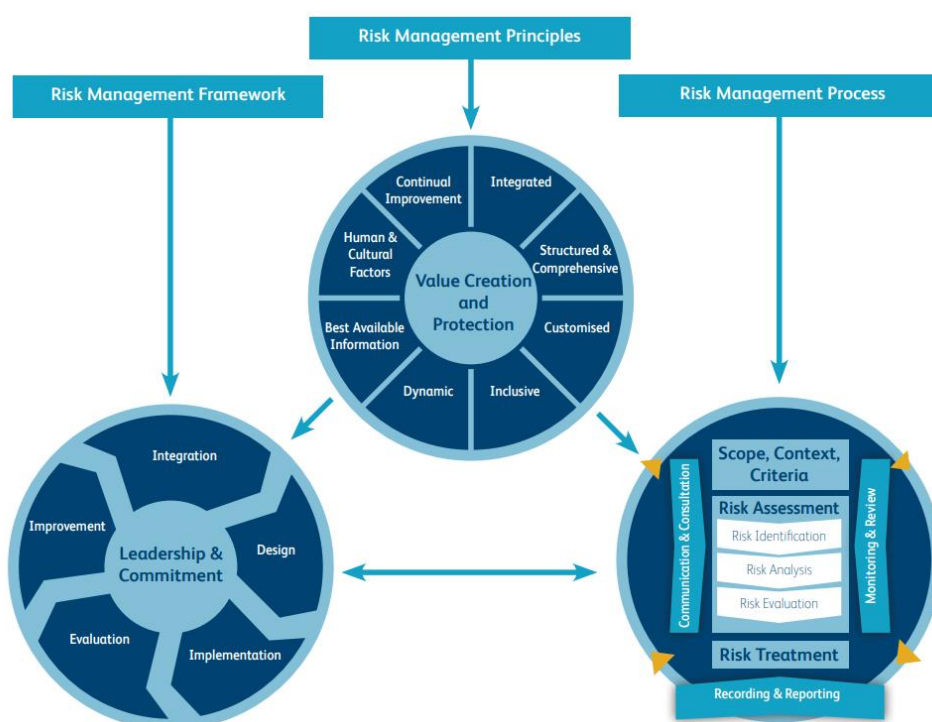 Risk Management Principles
Risk Management Framework
Risk Management Process
Continual
Improvement
Integrated
Human &
Cultural
Factors
Structured &
Comprehensive
Value Creation
and
Protection
Best Available
Information
Customised
Dynamic
Inclusive
Integration
Improvement
Design
Leadership &
Commitment
Evaluation
Implementation
Scope, Context,
Criteria
Risk Assessment
Risk Identification
Risk Analysis
Risk Evaluation
Communication & Consultation
Monitoring & Review
Risk Treatment
Recording & Reporting